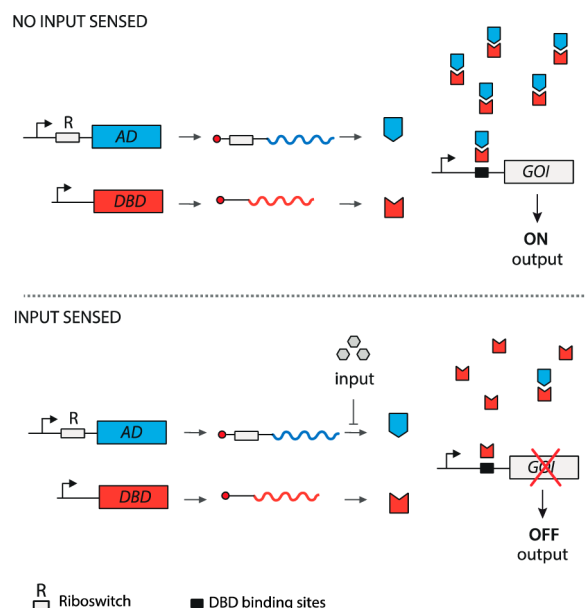 NO INPUT SENSED
R
AD
DBD
GOI
ON
output
INPUT SENSED
input
R
AD
DBD
GOI
OFF
output
R
Riboswitch
DBD binding sites